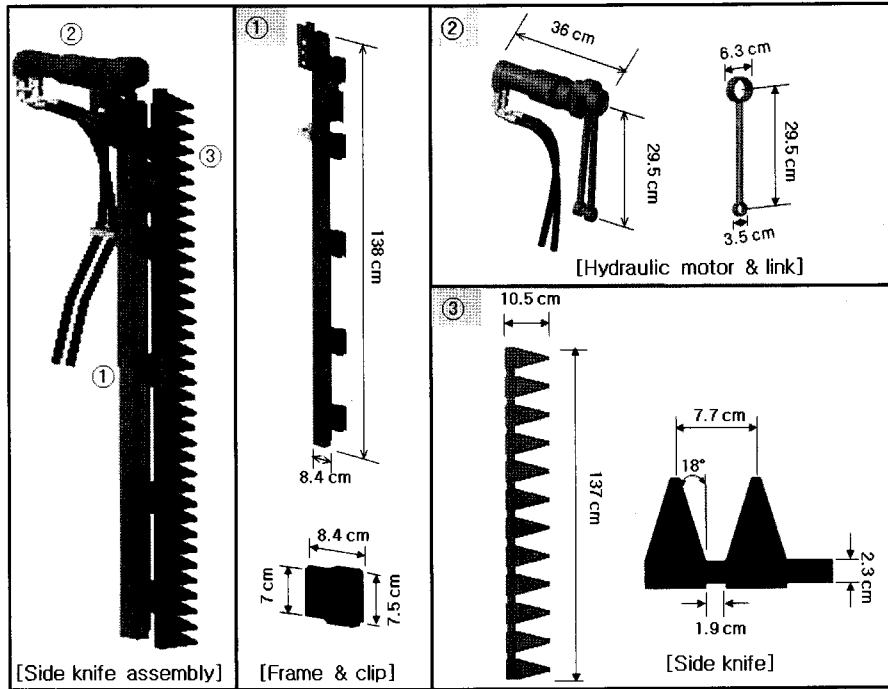 ②
③
①
[Side knife assembly]
①
138 cm
8.4 cm
8.4 cm
7 cm
7.5 cm
[Frame & clip]
②
36 cm
29.5 cm
6.3 cm
29.5 cm
3.5 cm
[Hydraulic motor & link]
③
10.5 cm
137 cm
7.7 cm
18°
2.3 cm
1.9 cm
[Side knife]